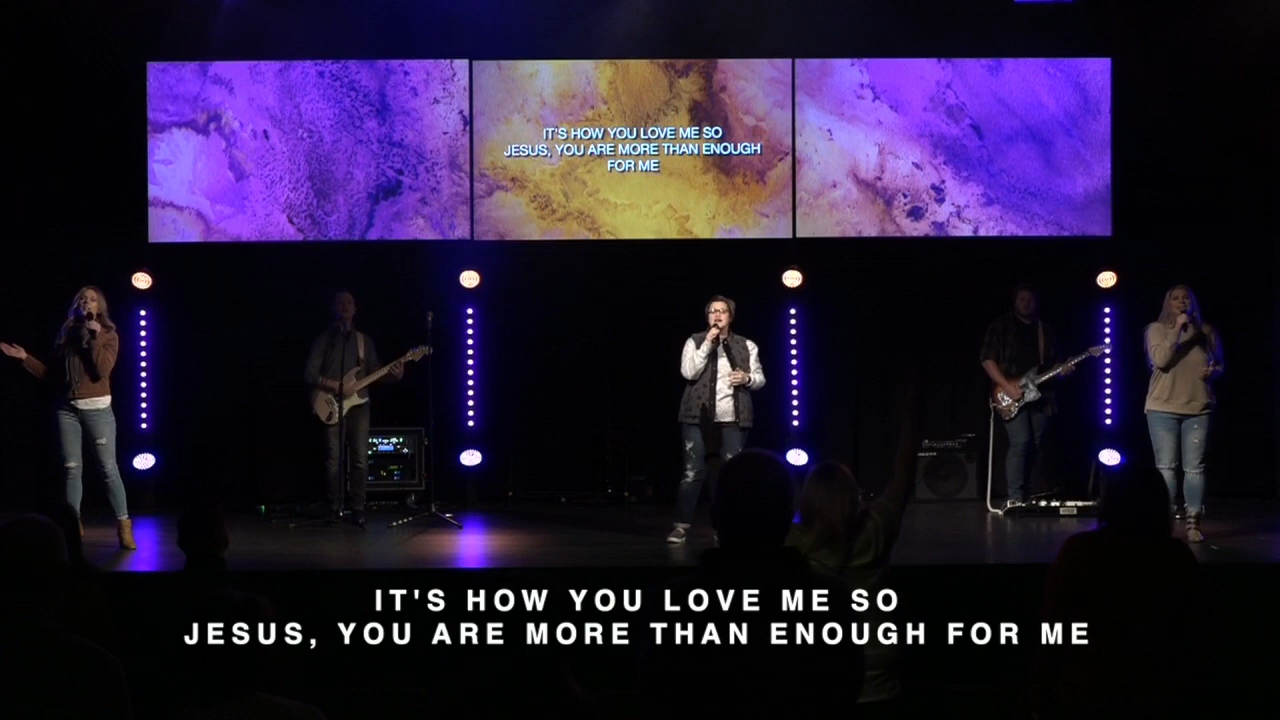 IT'S HOW YOU LOVE ME SO
JESUS, YOU ARE MORE THAN ENOUGH
FOR ME
IT'S HOW YOU LOVE ME SO
JESUS, YOU ARE MORE THAN ENOUGH FOR ME